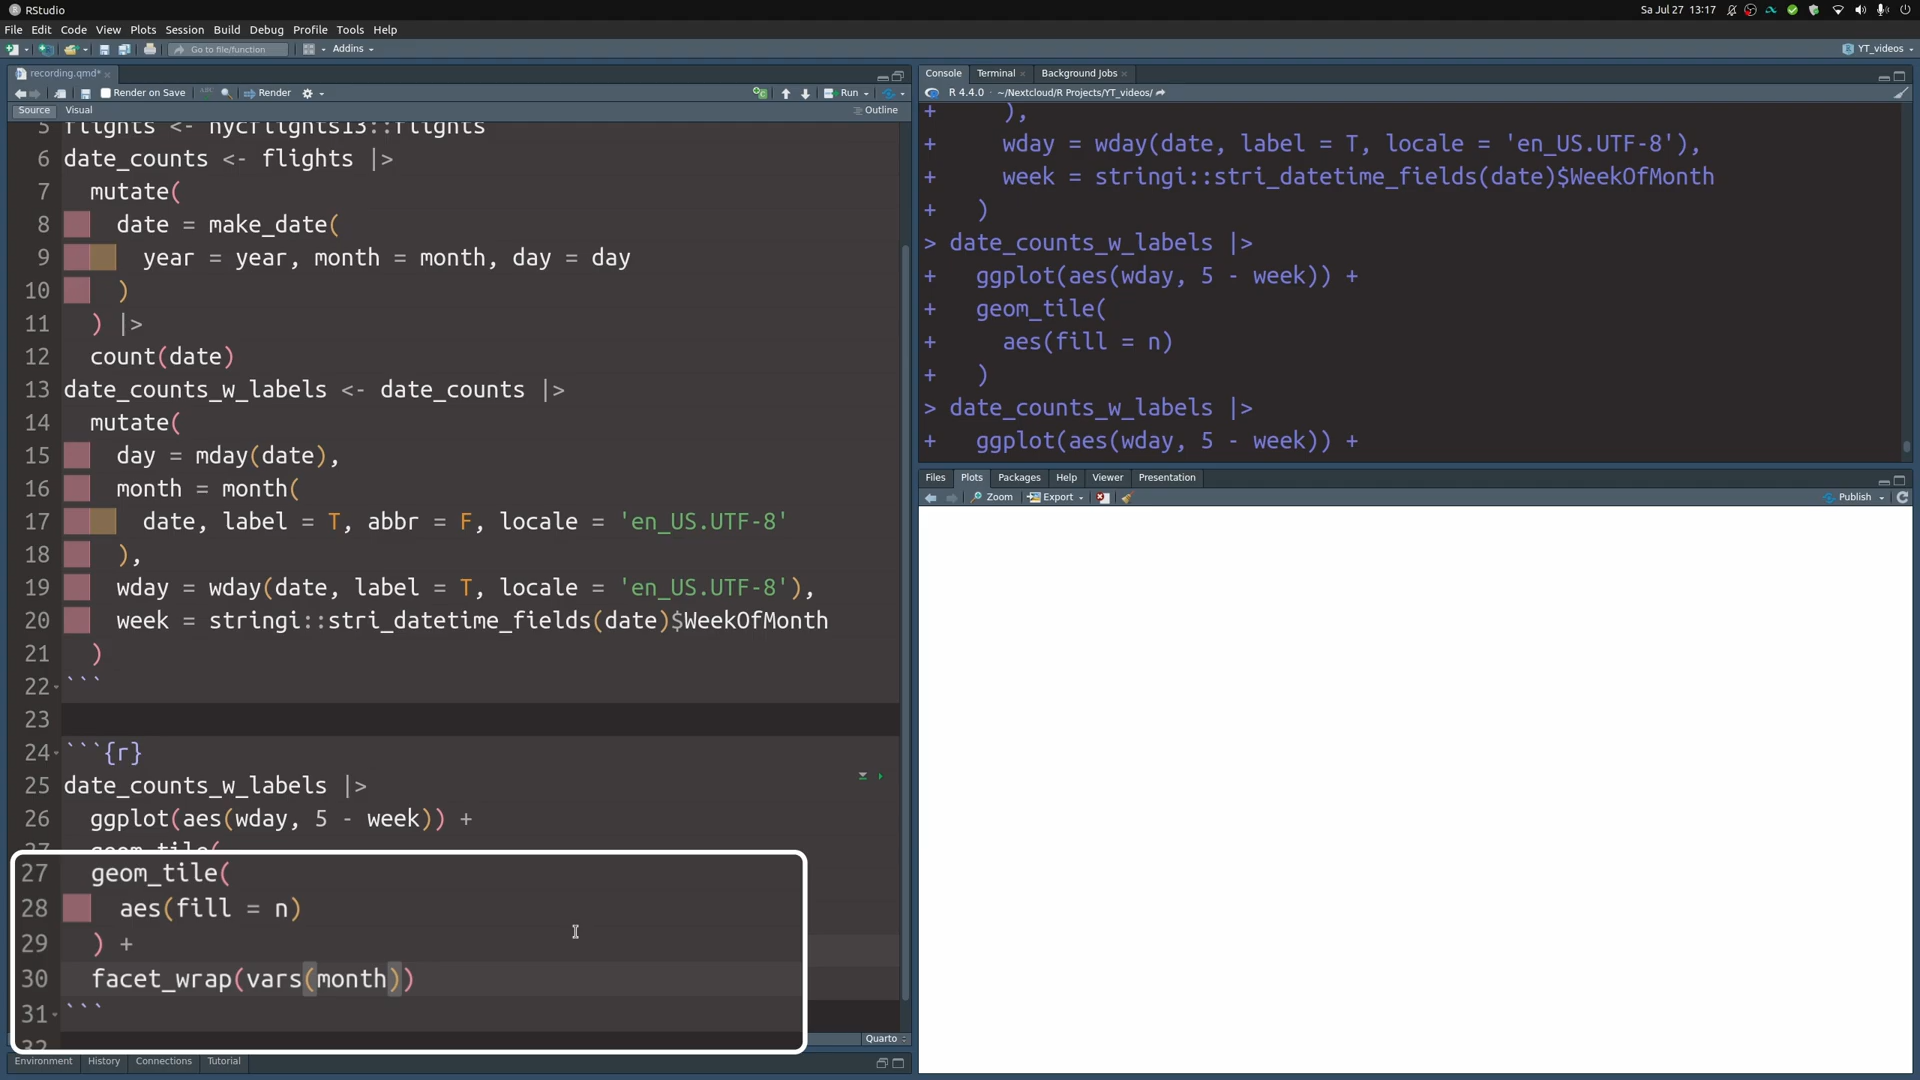 RStudio
Sa Jul 27 13:17
File Edit Code View Plots Session Build Debug Profile Tools Help
Go to file/function
Addins
YT_videos
recording.qmd*
Render on Save
Render
Run
Source Visual
Outline
5 flights <- nycflights13::flights
6 date_counts <- flights |>
7 mutate(
8 date = make_date(
9 year = year, month = month, day = day
10 )
11 ) |>
12 count(date)
13 date_counts_w_labels <- date_counts |>
14 mutate(
15 day = mday(date),
16 month = month(
17 date, label = T, abbr = F, locale = 'en_US.UTF-8'
18 ),
19 wday = wday(date, label = T, locale = 'en_US.UTF-8'),
20 week = stringi::stri_datetime_fields(date)$WeekOfMonth
21 )
22 ```
23
24 ```{r}
25 date_counts_w_labels |>
26 ggplot(aes(wday, 5 - week)) +
27 geom_tile(
27 geom_tile(
28 aes(fill = n)
29 ) +
30 facet_wrap(vars(month))
31 ```
32
Quarto
Environment History Connections Tutorial
Console Terminal Background Jobs
R 4.4.0 · ~/Nextcloud/R Projects/YT_videos/
+ ),
+ wday = wday(date, label = T, locale = 'en_US.UTF-8'),
+ week = stringi::stri_datetime_fields(date)$WeekOfMonth
+ )
> date_counts_w_labels |>
+ ggplot(aes(wday, 5 - week)) +
+ geom_tile(
+ aes(fill = n)
+ )
> date_counts_w_labels |>
+ ggplot(aes(wday, 5 - week)) +
Files Plots Packages Help Viewer Presentation
Zoom Export Publish